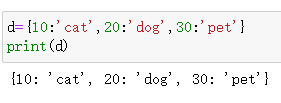 d={10:'cat',20:'dog',30:'pet'}
print(d)
{10: 'cat', 20: 'dog', 30: 'pet'}